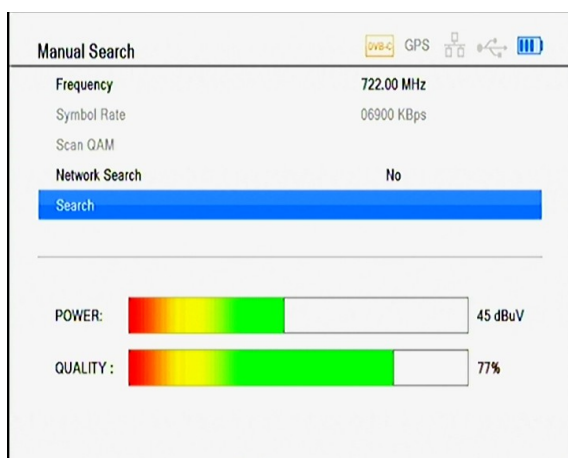 Manual Search DVB-C GPS
Frequency 722.00 MHz
Symbol Rate 06900 KBps
Scan QAM
Network Search No
Search
POWER: 45 dBuV
QUALITY : 77%